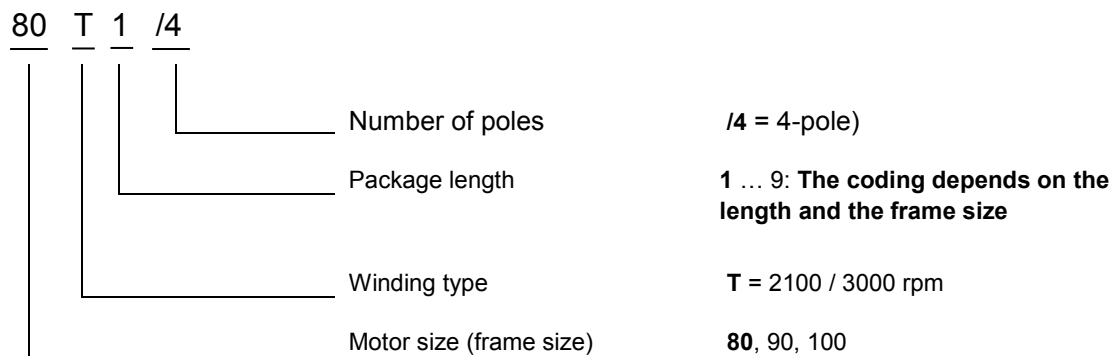 80 T 1 /4
Number of poles /4 = 4-pole)
Package length 1 … 9: The coding depends on the
length and the frame size
Winding type T = 2100 / 3000 rpm
Motor size (frame size) 80, 90, 100